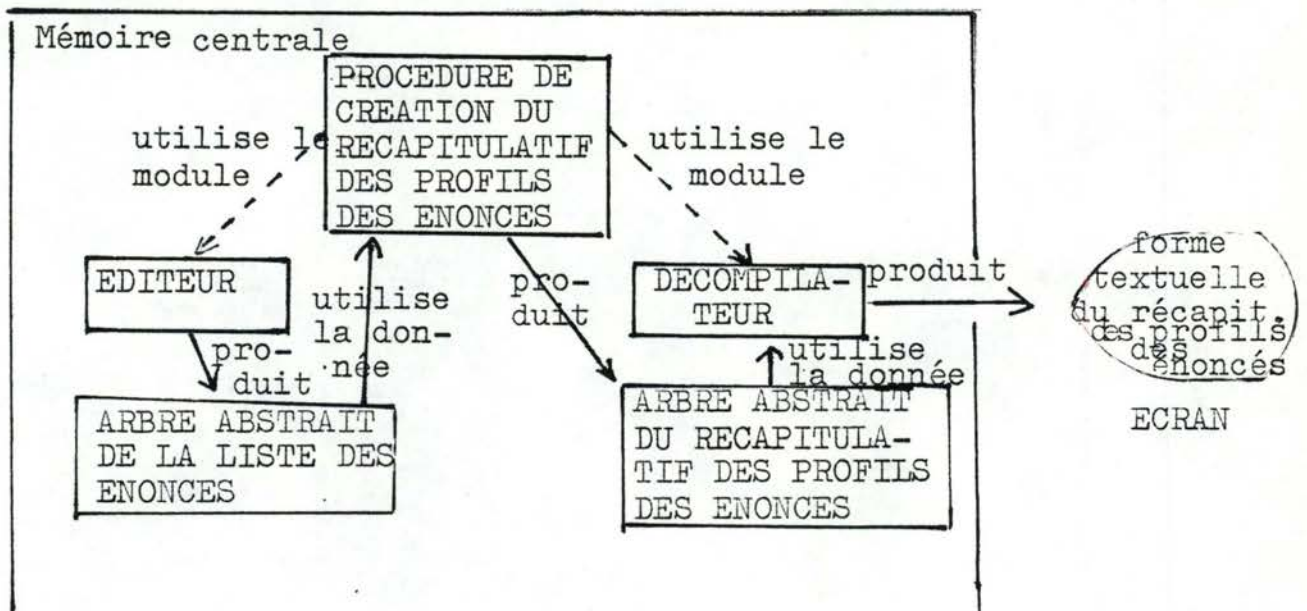 Mémoire centrale
PROCEDURE DE
CREATION DU
RECAPITULATIF
DES PROFILS
DES ENONCES
utilise le
module
utilise le
module
EDITEUR
utilise
la don-
née
pro-
duit
pro-
duit
DECOMPILA-
TEUR
produit
forme
textuelle
du récapit.
des profils
des
énoncés
ECRAN
utilise
la donnée
ARBRE ABSTRAIT
DE LA LISTE DES
ENONCES
ARBRE ABSTRAIT
DU RECAPITULA-
TIF DES PROFILS
DES ENONCES